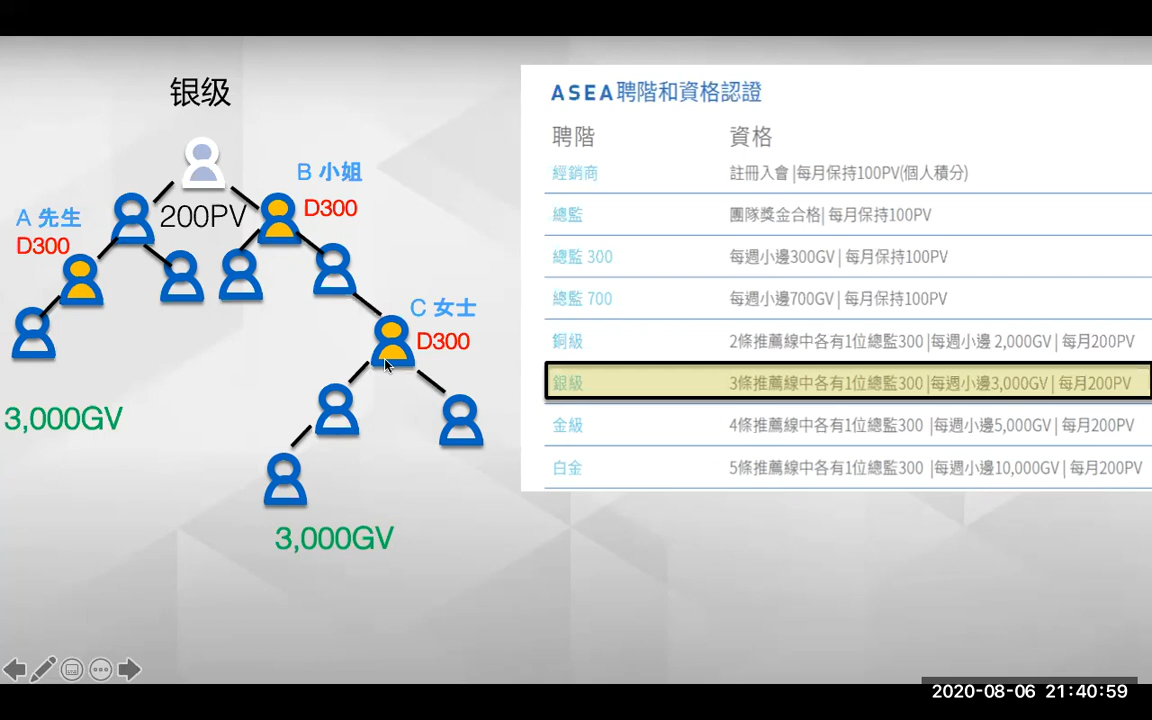 银级
B 小姐
D300
A 先生
200PV
D300
C 女士
D300
3,000GV
3,000GV
ASEA聘階和資格認證
聘階 資格
經銷商 註冊入會|每月保持100PV(個人積分)
總監 團隊獎金合格| 每月保持100PV
總監 300 每週小邊300GV | 每月保持100PV
總監 700 每週小邊700GV | 每月保持100PV
銅級 2條推薦線中各有1位總監300 |每週小邊 2,000GV | 每月200PV
銀級 3條推薦線中各有1位總監300 |每週小邊3,000GV | 每月200PV
金級 4條推薦線中各有1位總監300 |每週小邊5,000GV | 每月200PV
白金 5條推薦線中各有1位總監300 |每週小邊10,000GV | 每月200PV
2020-08-06 21:40:59